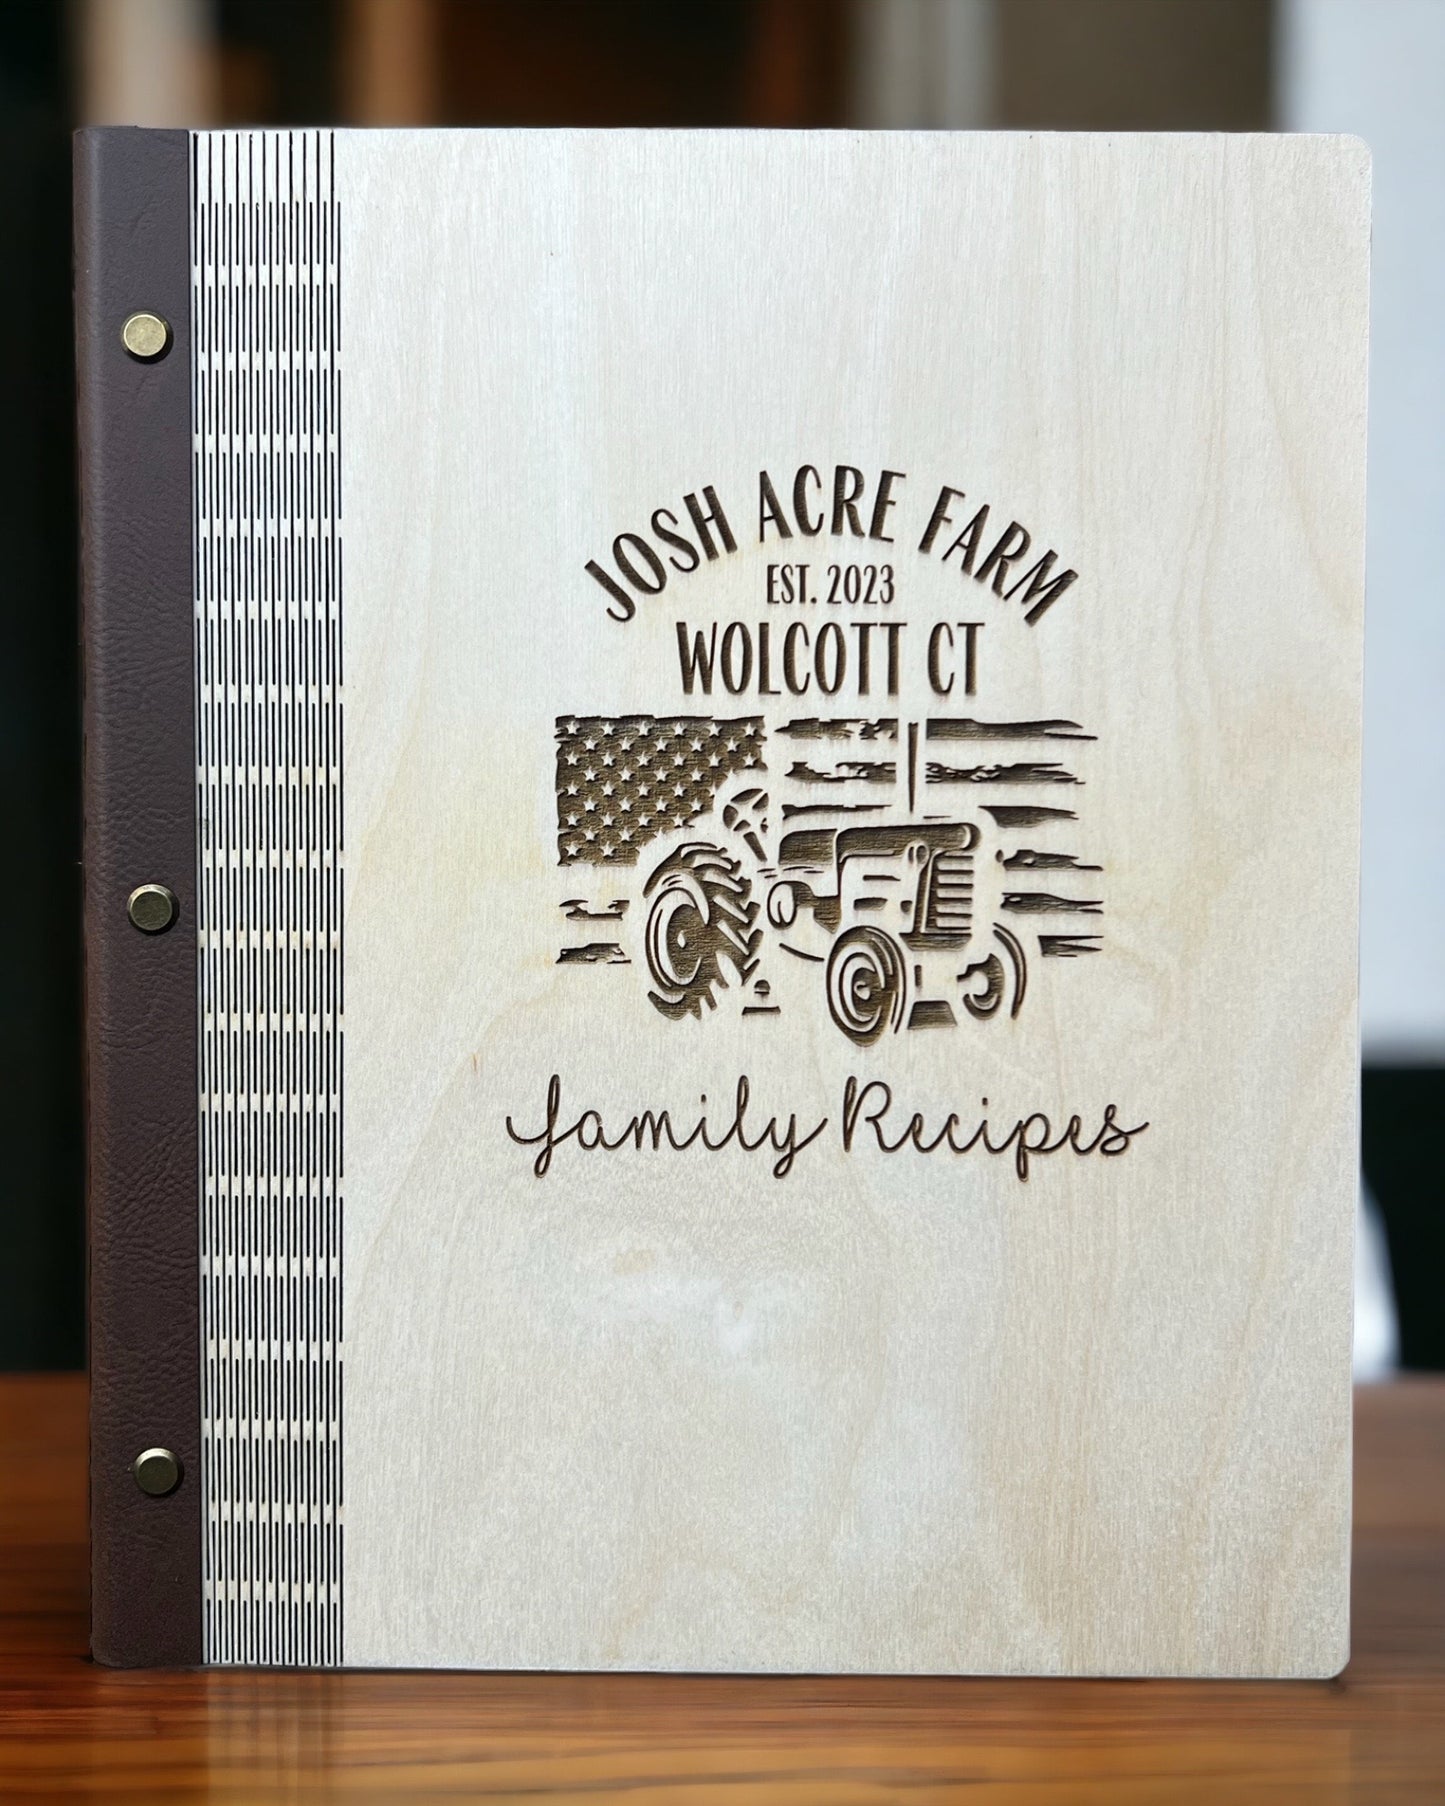 JOSH ACRE FARM
EST. 2023
WOLCOTT CT
Family Recipes